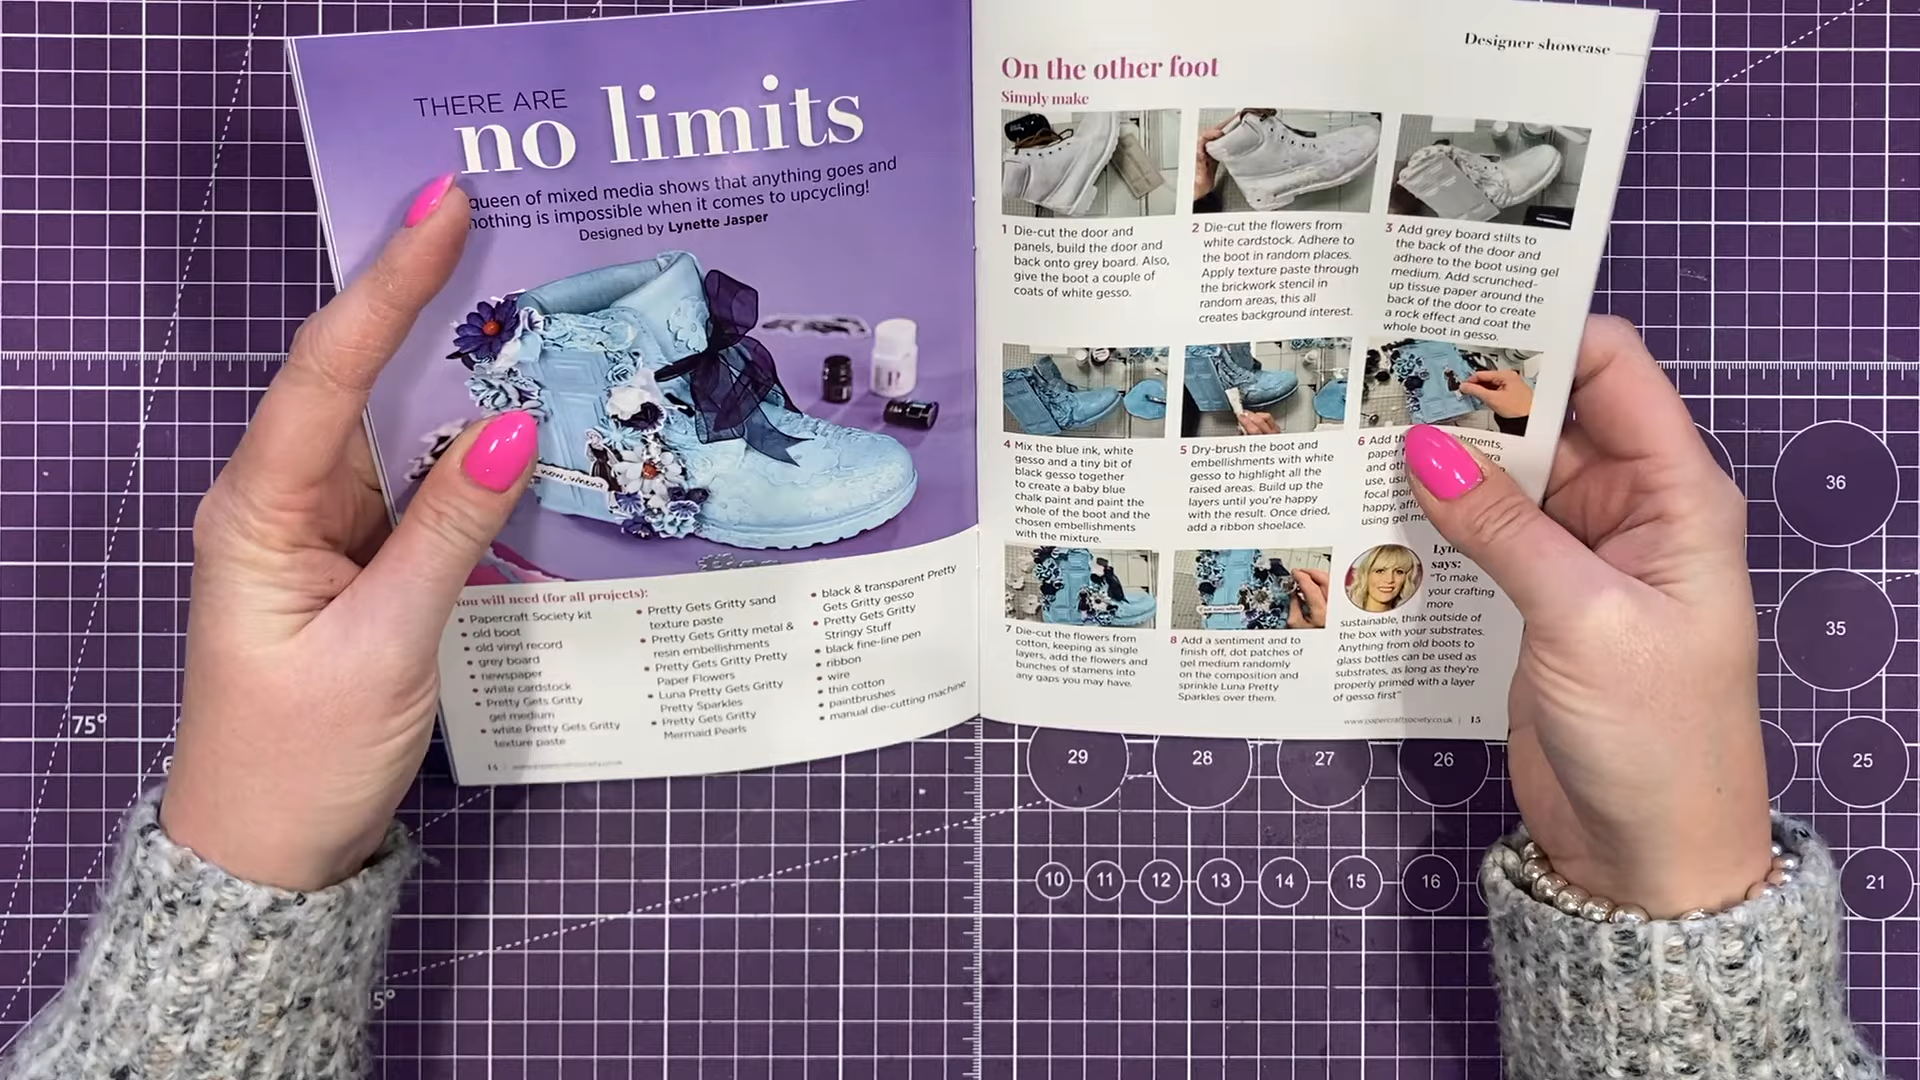 THERE ARE
no limits
queen of mixed media shows that anything goes and
nothing is impossible when it comes to upcycling!
Designed by Lynette Jasper
now, when?
You will need (for all projects):
• Papercraft Society kit
• old boot
• old vinyl record
• grey board
• newspaper
• white cardstock
• Pretty Gets Gritty
gel medium
• white Pretty Gets Gritty
texture paste
• Pretty Gets Gritty sand
texture paste
• Pretty Gets Gritty metal &
resin embellishments
• Pretty Gets Gritty Pretty
Paper Flowers
• Luna Pretty Gets Gritty
Pretty Sparkles
• Pretty Gets Gritty
Mermaid Pearls
• black & transparent Pretty
Gets Gritty gesso
• Pretty Gets Gritty
Stringy Stuff
• black fine-line pen
• ribbon
• wire
• thin cotton
• paintbrushes
• manual die-cutting machine
14 | www.papercraftsociety.co.uk
Designer showcase
On the other foot
Simply make
1 Die-cut the door and
panels, build the door and
back onto grey board. Also,
give the boot a couple of
coats of white gesso.
2 Die-cut the flowers from
white cardstock. Adhere to
the boot in random places.
Apply texture paste through
the brickwork stencil in
random areas, this all
creates background interest.
3 Add grey board stilts to
the back of the door and
adhere to the boot using gel
medium. Add scrunched-
up tissue paper around the
back of the door to create
a rock effect and coat the
whole boot in gesso.
4 Mix the blue ink, white
gesso and a tiny bit of
black gesso together
to create a baby blue
chalk paint and paint the
whole of the boot and the
chosen embellishments
with the mixture.
5 Dry-brush the boot and
embellishments with white
gesso to highlight all the
raised areas. Build up the
layers until you're happy
with the result. Once dried,
add a ribbon shoelace.
6 Add
paper
and
use,
focal
happy,
using gel
7 Die-cut the flowers from
cotton, keeping as single
layers, add the flowers and
bunches of stamens into
any gaps you may have.
8 Add a sentiment and to
finish off, dot patches of
gel medium randomly
on the composition and
sprinkle Luna Pretty
Sparkles over them.
says:
"To make
your crafting
more
sustainable, think outside of
the box with your substrates.
Anything from old boots to
glass bottles can be used as
substrates, as long as they're
properly primed with a layer
of gesso first"
www.papercraftsociety.co.uk | 15
36
35
75°
29 28 27 26 25
10 11 12 13 14 15 16 21